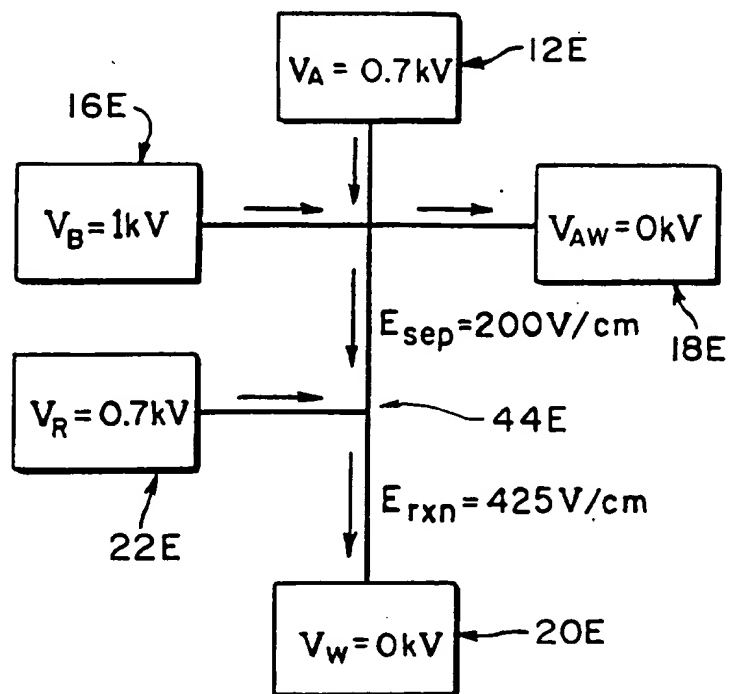 V_A = 0.7kV
12E
16E
V_B = 1kV
V_AW = 0kV
18E
E_sep = 200V/cm
V_R = 0.7kV
44E
22E
E_rxn = 425V/cm
V_W = 0kV
20E